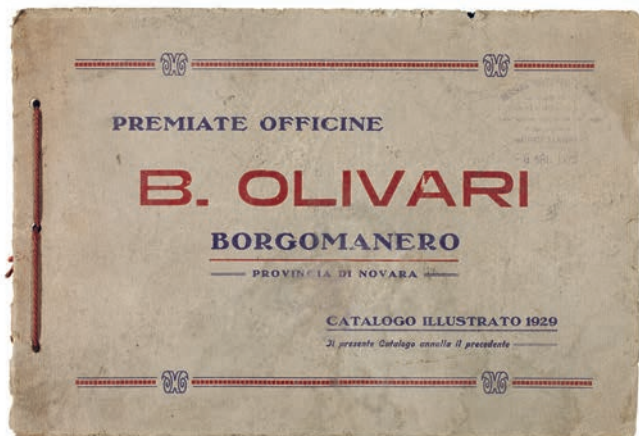 PREMIATE OFFICINE
B. OLIVARI
BORGOMANERO
PROVINCIA DI NOVARA
CATALOGO ILLUSTRATO 1929
Il presente Catalogo annulla il precedente